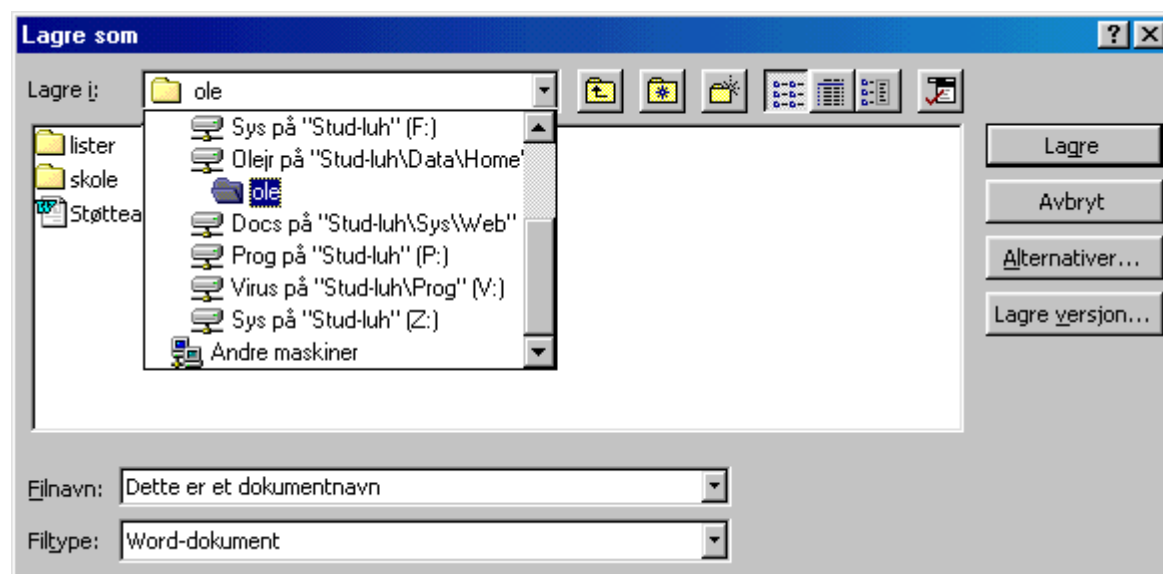 Lagre som
Lagre i: ole
lister
skole
Støttea
Sys på "Stud-luh" (F:)
Olejr på "Stud-luh\Data\Home'
ole
Docs på "Stud-luh\Sys\Web"
Prog på "Stud-luh" (P:)
Virus på "Stud-luh\Prog" (V:)
Sys på "Stud-luh" (Z:)
Andre maskiner
Lagre
Avbryt
Alternativer...
Lagre versjon...
Filnavn: Dette er et dokumentnavn
Filtype: Word-dokument